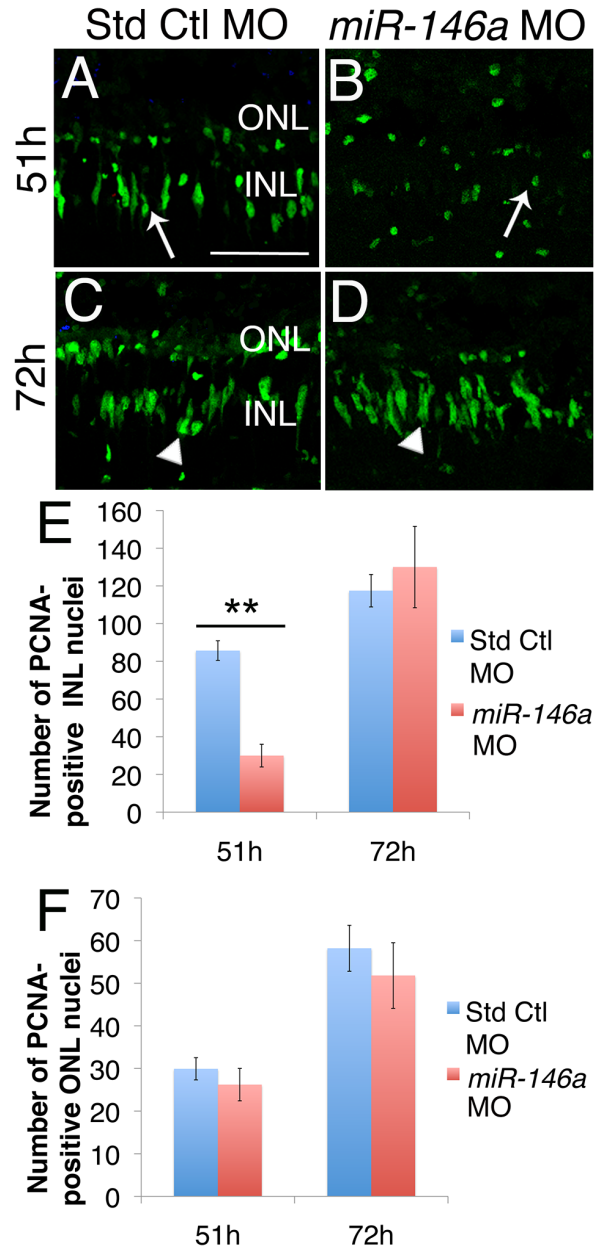 Std Ctl MO miR-146a MO
51h
A
ONL
INL
B
72h
C
ONL
INL
D
E
Number of PCNA-
positive INL nuclei
160
140
120
100
80
60
40
20
0
**
51h 72h
Std Ctl
MO
miR-146a
MO
F
Number of PCNA-
positive ONL nuclei
70
60
50
40
30
20
10
0
51h 72h
Std Ctl
MO
miR-146a
MO